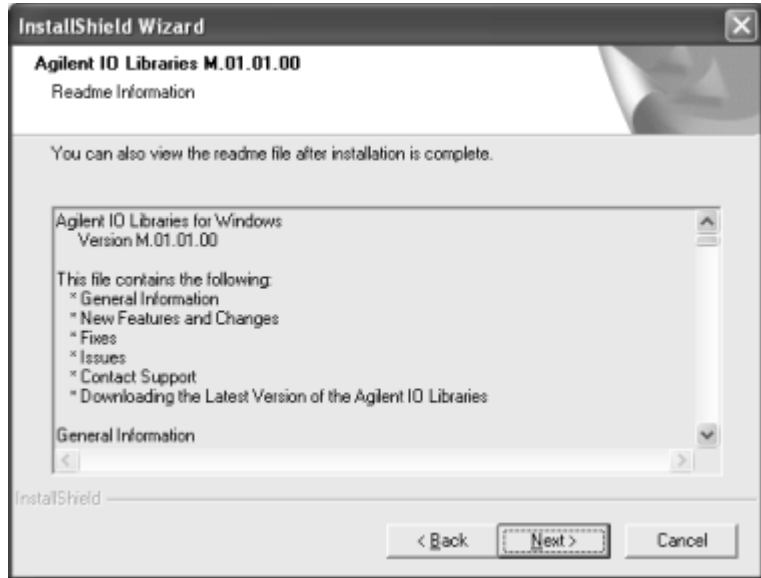 InstallShield Wizard
Agilent IO Libraries M.01.01.00
Readme Information
You can also view the readme file after installation is complete.
Agilent IO Libraries for Windows
Version M.01.01.00
This file contains the following:
* General Information
* New Features and Changes
* Fixes
* Issues
* Contact Support
* Downloading the Latest Version of the Agilent IO Libraries
General Information
InstallShield
< Back Next > Cancel